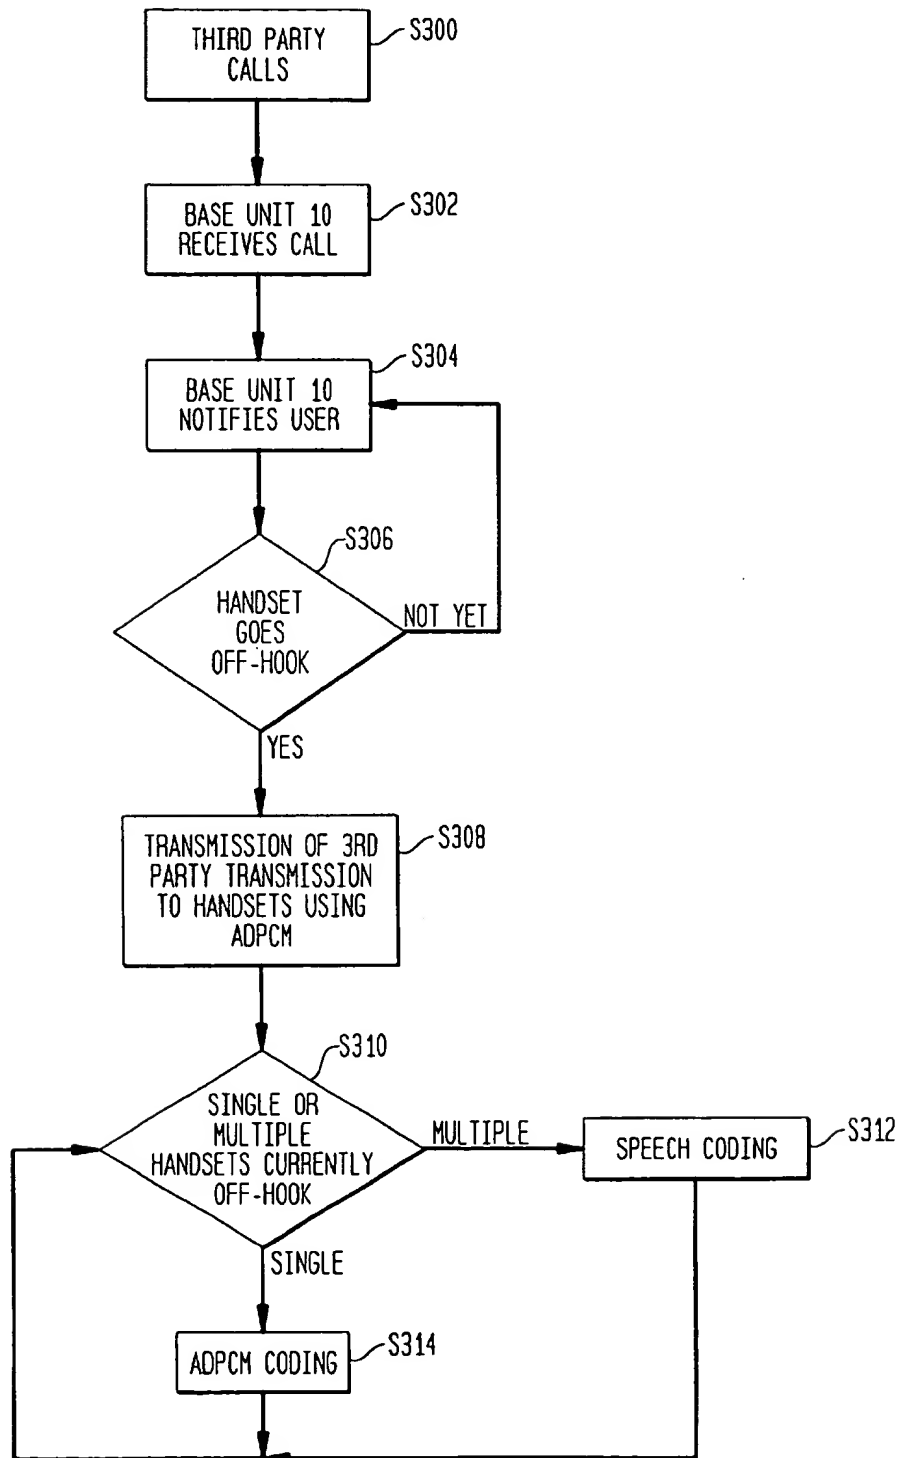 THIRD PARTY
CALLS
S300
BASE UNIT 10
RECEIVES CALL
S302
BASE UNIT 10
NOTIFIES USER
S304
HANDSET
GOES
OFF-HOOK
S306
NOT YET
YES
TRANSMISSION OF 3RD
PARTY TRANSMISSION
TO HANDSETS USING
ADPCM
S308
SINGLE OR
MULTIPLE
HANDSETS CURRENTLY
OFF-HOOK
S310
MULTIPLE
SPEECH CODING
S312
SINGLE
ADPCM CODING
S314